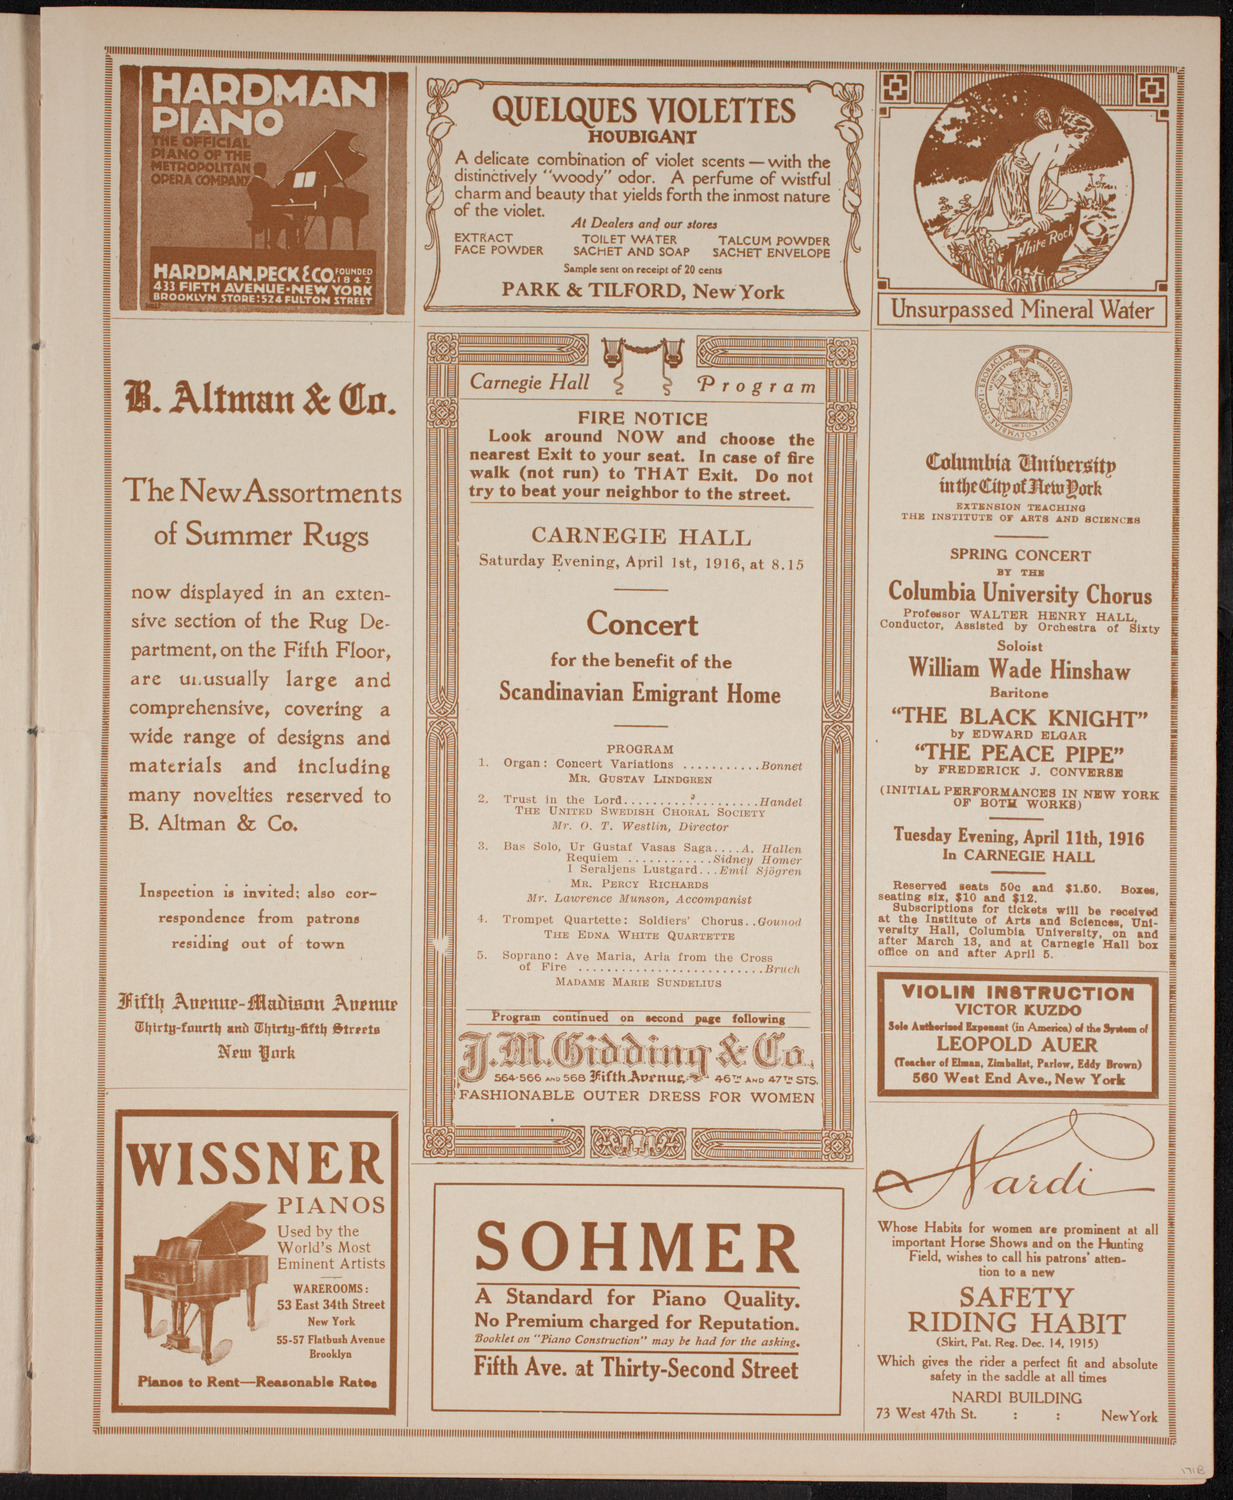 HARDMAN
PIANO
THE OFFICIAL
PIANO OF THE
METROPOLITAN
OPERA COMPANY
HARDMAN, PECK & CO. FOUNDED 1842
433 FIFTH AVENUE · NEW YORK
BROOKLYN STORE: 524 FULTON STREET
B. Altman & Co.
The New Assortments
of Summer Rugs
now displayed in an exten-
sive section of the Rug De-
partment, on the Fifth Floor,
are unusually large and
comprehensive, covering a
wide range of designs and
materials and including
many novelties reserved to
B. Altman & Co.
Inspection is invited; also cor-
respondence from patrons
residing out of town
Fifth Avenue-Madison Avenue
Thirty-fourth and Thirty-fifth Streets
New York
WISSNER
PIANOS
Used by the
World's Most
Eminent Artists
WAREROOMS:
53 East 34th Street
New York
55-57 Flatbush Avenue
Brooklyn
Pianos to Rent—Reasonable Rates
QUELQUES VIOLETTES
HOUBIGANT
A delicate combination of violet scents — with the
distinctively "woody" odor. A perfume of wistful
charm and beauty that yields forth the inmost nature
of the violet.
At Dealers and our stores
EXTRACT TOILET WATER TALCUM POWDER
FACE POWDER SACHET AND SOAP SACHET ENVELOPE
Sample sent on receipt of 20 cents
PARK & TILFORD, New York
Carnegie Hall Program
FIRE NOTICE
Look around NOW and choose the
nearest Exit to your seat. In case of fire
walk (not run) to THAT Exit. Do not
try to beat your neighbor to the street.
CARNEGIE HALL
Saturday Evening, April 1st, 1916, at 8.15
Concert
for the benefit of the
Scandinavian Emigrant Home
PROGRAM
1. Organ: Concert Variations ........... Bonnet
MR. GUSTAV LINDGREN
2. Trust in the Lord.................... Handel
THE UNITED SWEDISH CHORAL SOCIETY
Mr. O. T. Westlin, Director
3. Bas Solo, Ur Gustaf Vasas Saga....A. Hallen
Requiem ............Sidney Homer
I Seraljens Lustgard...Emil Sjögren
MR. PERCY RICHARDS
Mr. Lawrence Munson, Accompanist
4. Trompet Quartette: Soldiers' Chorus..Gounod
THE EDNA WHITE QUARTETTE
5. Soprano: Ave Maria, Aria from the Cross
of Fire .........................Bruch
MADAME MARIE SUNDELIUS
Program continued on second page following
J. M. Gidding & Co.
564-566 AND 568 Fifth Avenue 46TH AND 47TH STS.
FASHIONABLE OUTER DRESS FOR WOMEN
SOHMER
A Standard for Piano Quality.
No Premium charged for Reputation.
Booklet on "Piano Construction" may be had for the asking.
Fifth Ave. at Thirty-Second Street
White Rock
Unsurpassed Mineral Water
Columbia University
in the City of New York
EXTENSION TEACHING
THE INSTITUTE OF ARTS AND SCIENCES
SPRING CONCERT
BY THE
Columbia University Chorus
Professor WALTER HENRY HALL,
Conductor, Assisted by Orchestra of Sixty
Soloist
William Wade Hinshaw
Baritone
"THE BLACK KNIGHT"
by EDWARD ELGAR
"THE PEACE PIPE"
by FREDERICK J. CONVERSE
(INITIAL PERFORMANCES IN NEW YORK
OF BOTH WORKS)
Tuesday Evening, April 11th, 1916
In CARNEGIE HALL
Reserved seats 50c and $1.50. Boxes,
seating six, $10 and $12.
Subscriptions for tickets will be received
at the Institute of Arts and Sciences, Uni-
versity Hall, Columbia University, on and
after March 13, and at Carnegie Hall box
office on and after April 5.
VIOLIN INSTRUCTION
VICTOR KUZDO
Sole Authorized Exponent (in America) of the System of
LEOPOLD AUER
(Teacher of Elman, Zimbalist, Parlow, Eddy Brown)
560 West End Ave., New York
Nardi
Whose Habits for women are prominent at all
important Horse Shows and on the Hunting
Field, wishes to call his patrons' atten-
tion to a new
SAFETY
RIDING HABIT
(Skirt, Pat. Reg. Dec. 14, 1915)
Which gives the rider a perfect fit and absolute
safety in the saddle at all times
NARDI BUILDING
73 West 47th St. : : New York
171B